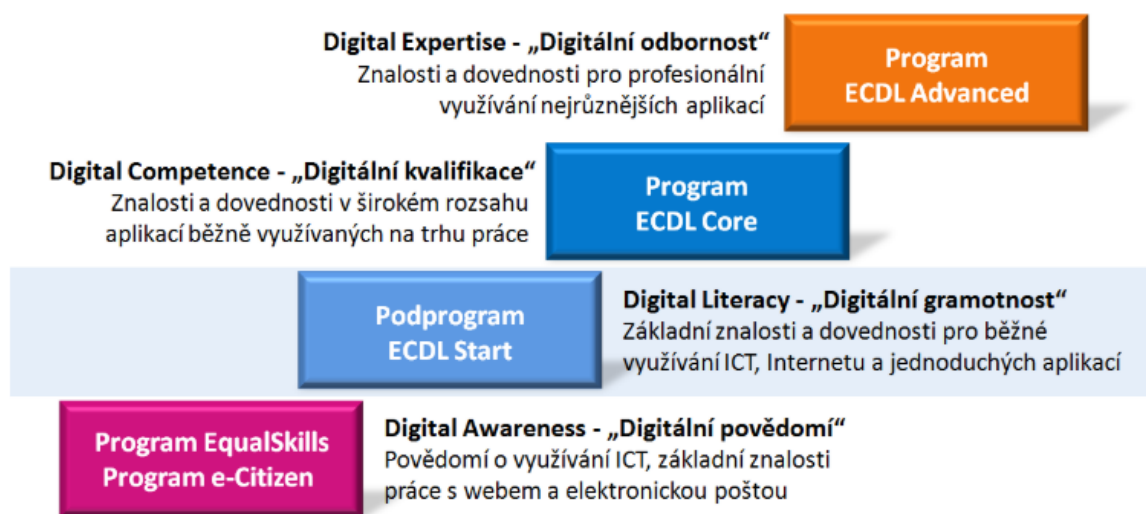 Digital Expertise - „Digitální odbornost“
Znalosti a dovednosti pro profesionální
využívání nejrůznějších aplikací
Program
ECDL Advanced
Digital Competence - „Digitální kvalifikace“
Znalosti a dovednosti v širokém rozsahu
aplikací běžně využívaných na trhu práce
Program
ECDL Core
Podprogram
ECDL Start
Digital Literacy - „Digitální gramotnost“
Základní znalosti a dovednosti pro běžné
využívání ICT, Internetu a jednoduchých aplikací
Program EqualSkills
Program e-Citizen
Digital Awareness - „Digitální povědomí“
Povědomí o využívání ICT, základní znalosti
práce s webem a elektronickou poštou